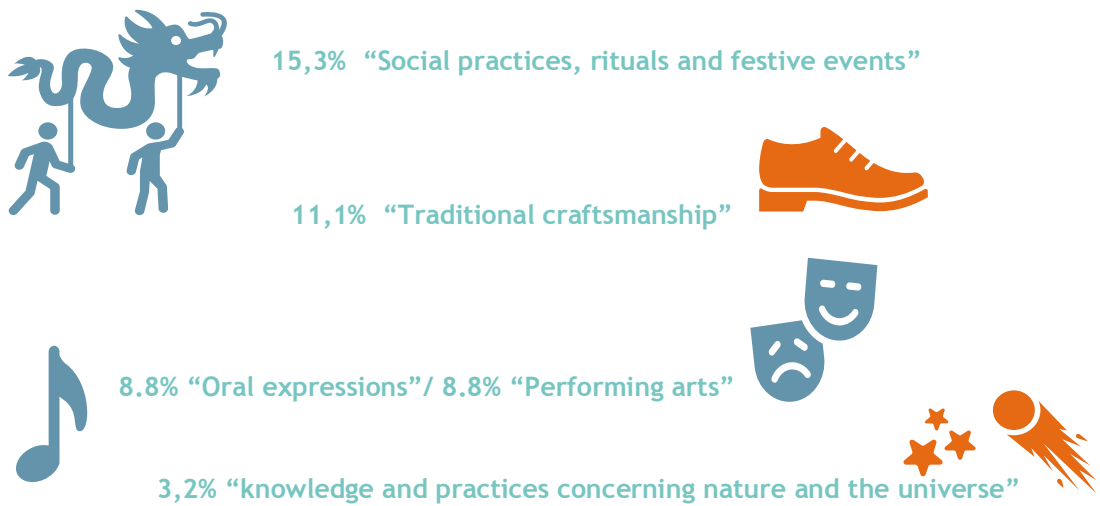 15,3% “Social practices, rituals and festive events”
11,1% “Traditional craftsmanship”
8.8% “Oral expressions”/ 8.8% “Performing arts”
3,2% “knowledge and practices concerning nature and the universe”